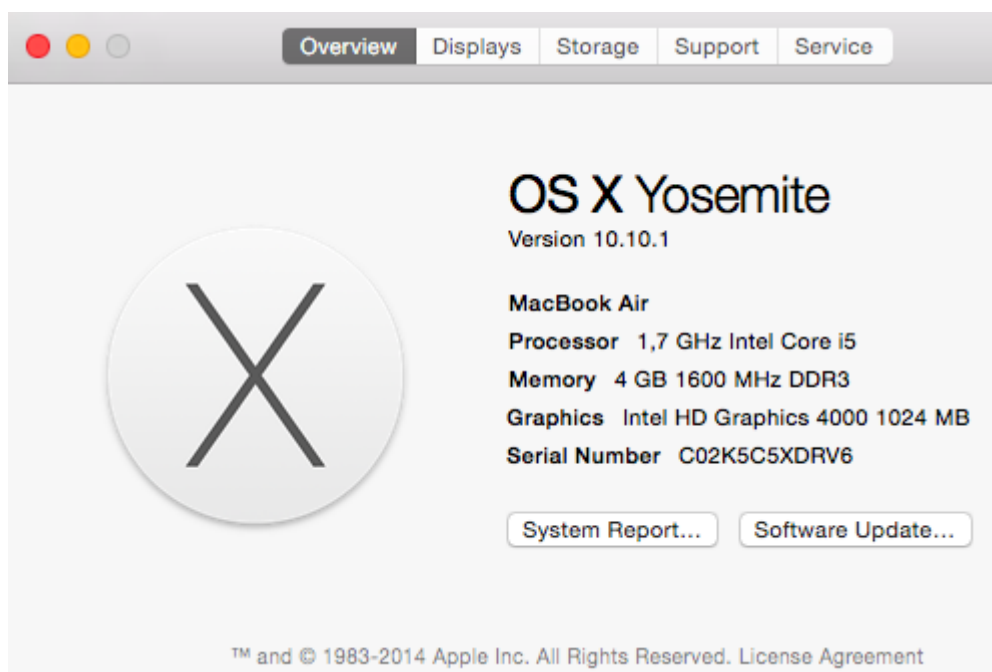 Overview Displays Storage Support Service
OS X Yosemite
Version 10.10.1
MacBook Air
Processor 1,7 GHz Intel Core i5
Memory 4 GB 1600 MHz DDR3
Graphics Intel HD Graphics 4000 1024 MB
Serial Number C02K5C5XDRV6
System Report... Software Update...
™ and © 1983-2014 Apple Inc. All Rights Reserved. License Agreement